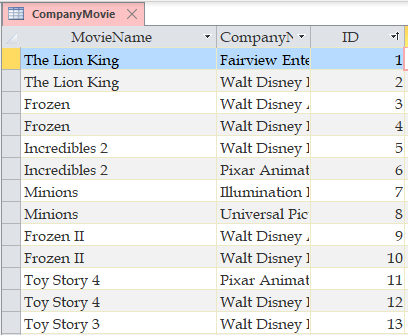 CompanyMovie
MovieName CompanyN ID
The Lion King Fairview Ente 1
The Lion King Walt Disney 2
Frozen Walt Disney 3
Frozen Walt Disney 4
Incredibles 2 Walt Disney 5
Incredibles 2 Pixar Animat 6
Minions Illumination 7
Minions Universal Pic 8
Frozen II Walt Disney 9
Frozen II Walt Disney 10
Toy Story 4 Pixar Animat 11
Toy Story 4 Walt Disney 12
Toy Story 3 Walt Disney 13